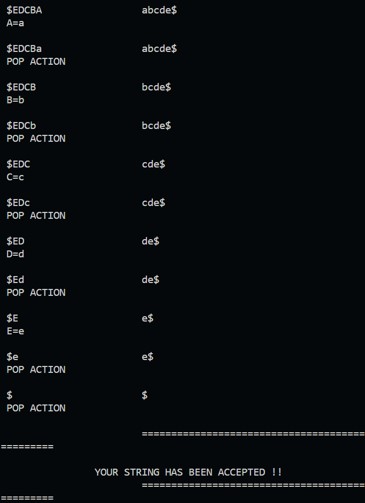 $EDCBA abcde$
A=a
$EDCBa abcde$
POP ACTION
$EDCB bcde$
B=b
$EDCb bcde$
POP ACTION
$EDC cde$
C=c
$EDc cde$
POP ACTION
$ED de$
D=d
$Ed de$
POP ACTION
$E e$
E=e
$e e$
POP ACTION
$ $
POP ACTION
======================================
=========
YOUR STRING HAS BEEN ACCEPTED !!
======================================
=========